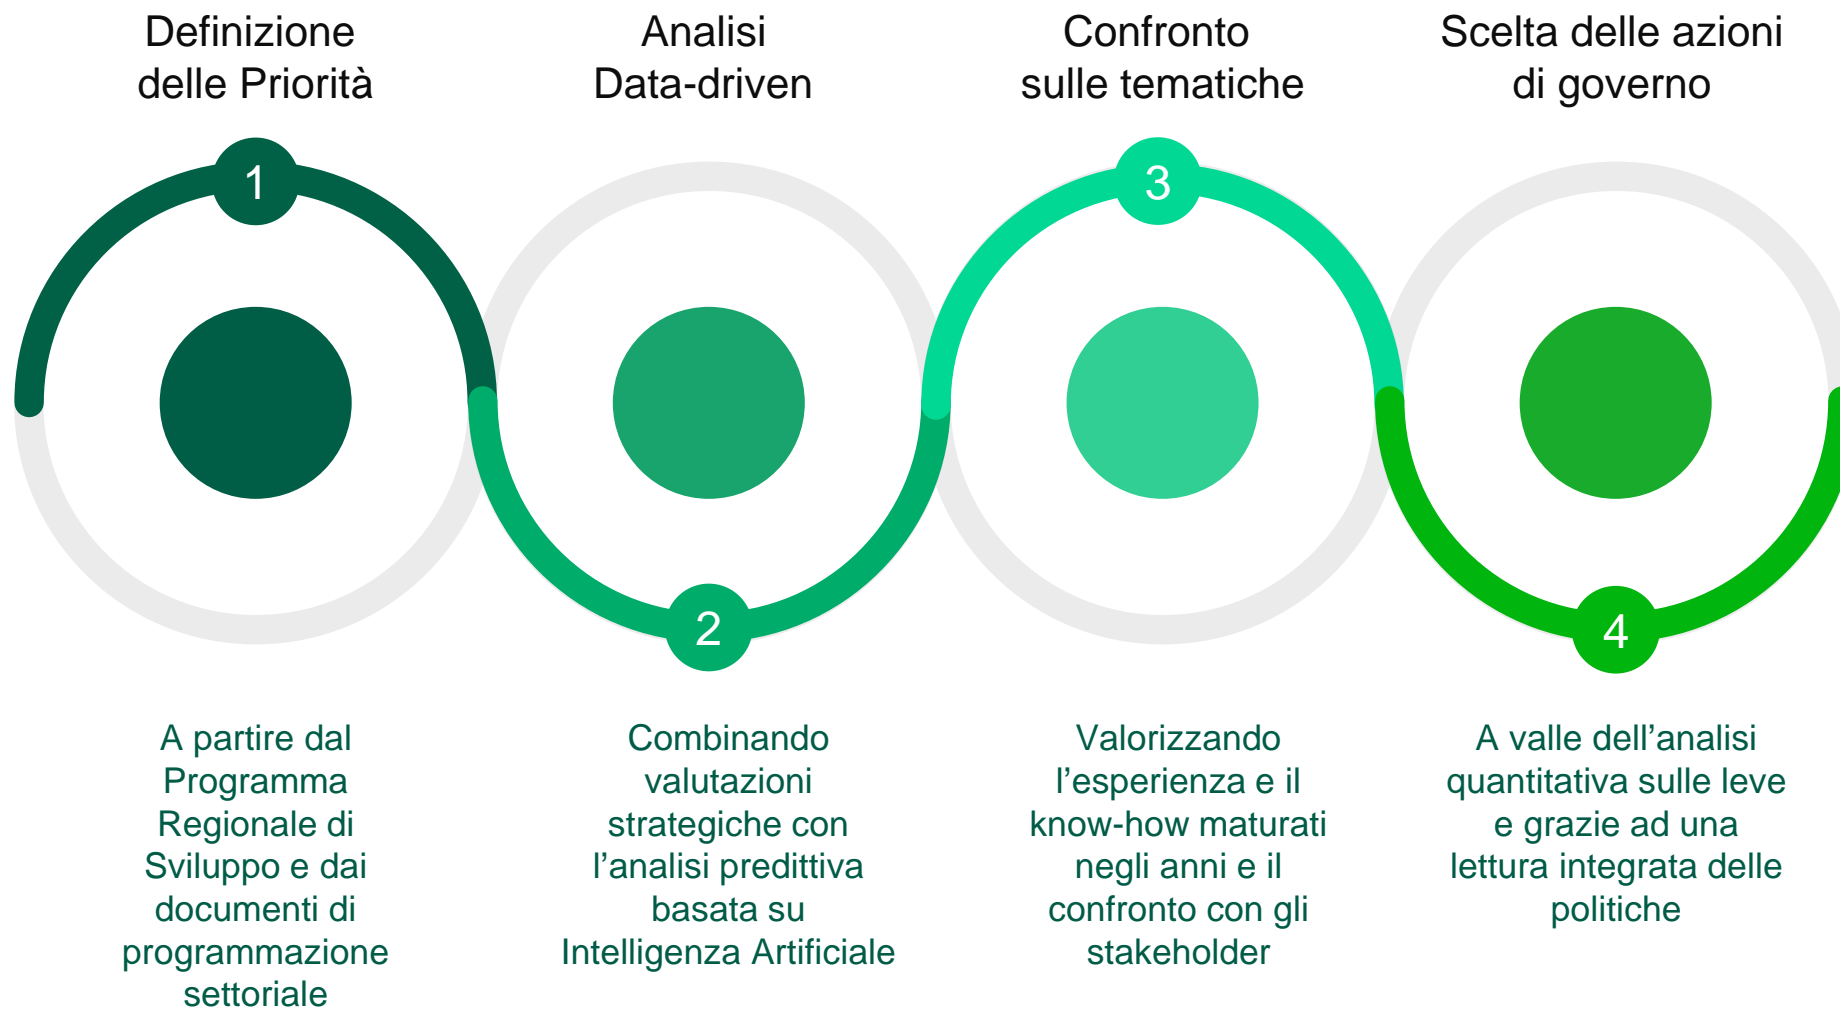 Definizione
delle Priorità
Analisi
Data-driven
Confronto
sulle tematiche
Scelta delle azioni
di governo
1
2
3
4
A partire dal
Programma
Regionale di
Sviluppo e dai
documenti di
programmazione
settoriale
Combinando
valutazioni
strategiche con
l’analisi predittiva
basata su
Intelligenza Artificiale
Valorizzando
l’esperienza e il
know-how maturati
negli anni e il
confronto con gli
stakeholder
A valle dell’analisi
quantitativa sulle leve
e grazie ad una
lettura integrata delle
politiche